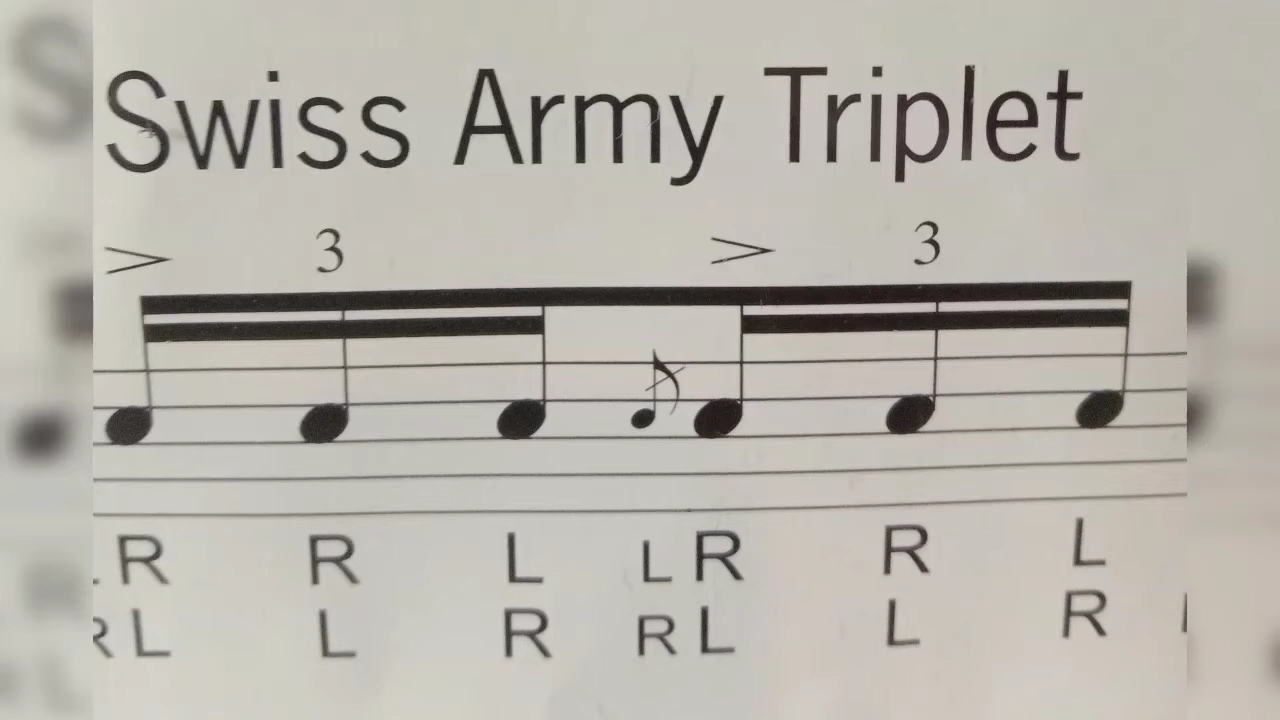 Swiss Army Triplet
> 3 > 3
R R L L R R L
R L L R R L L R